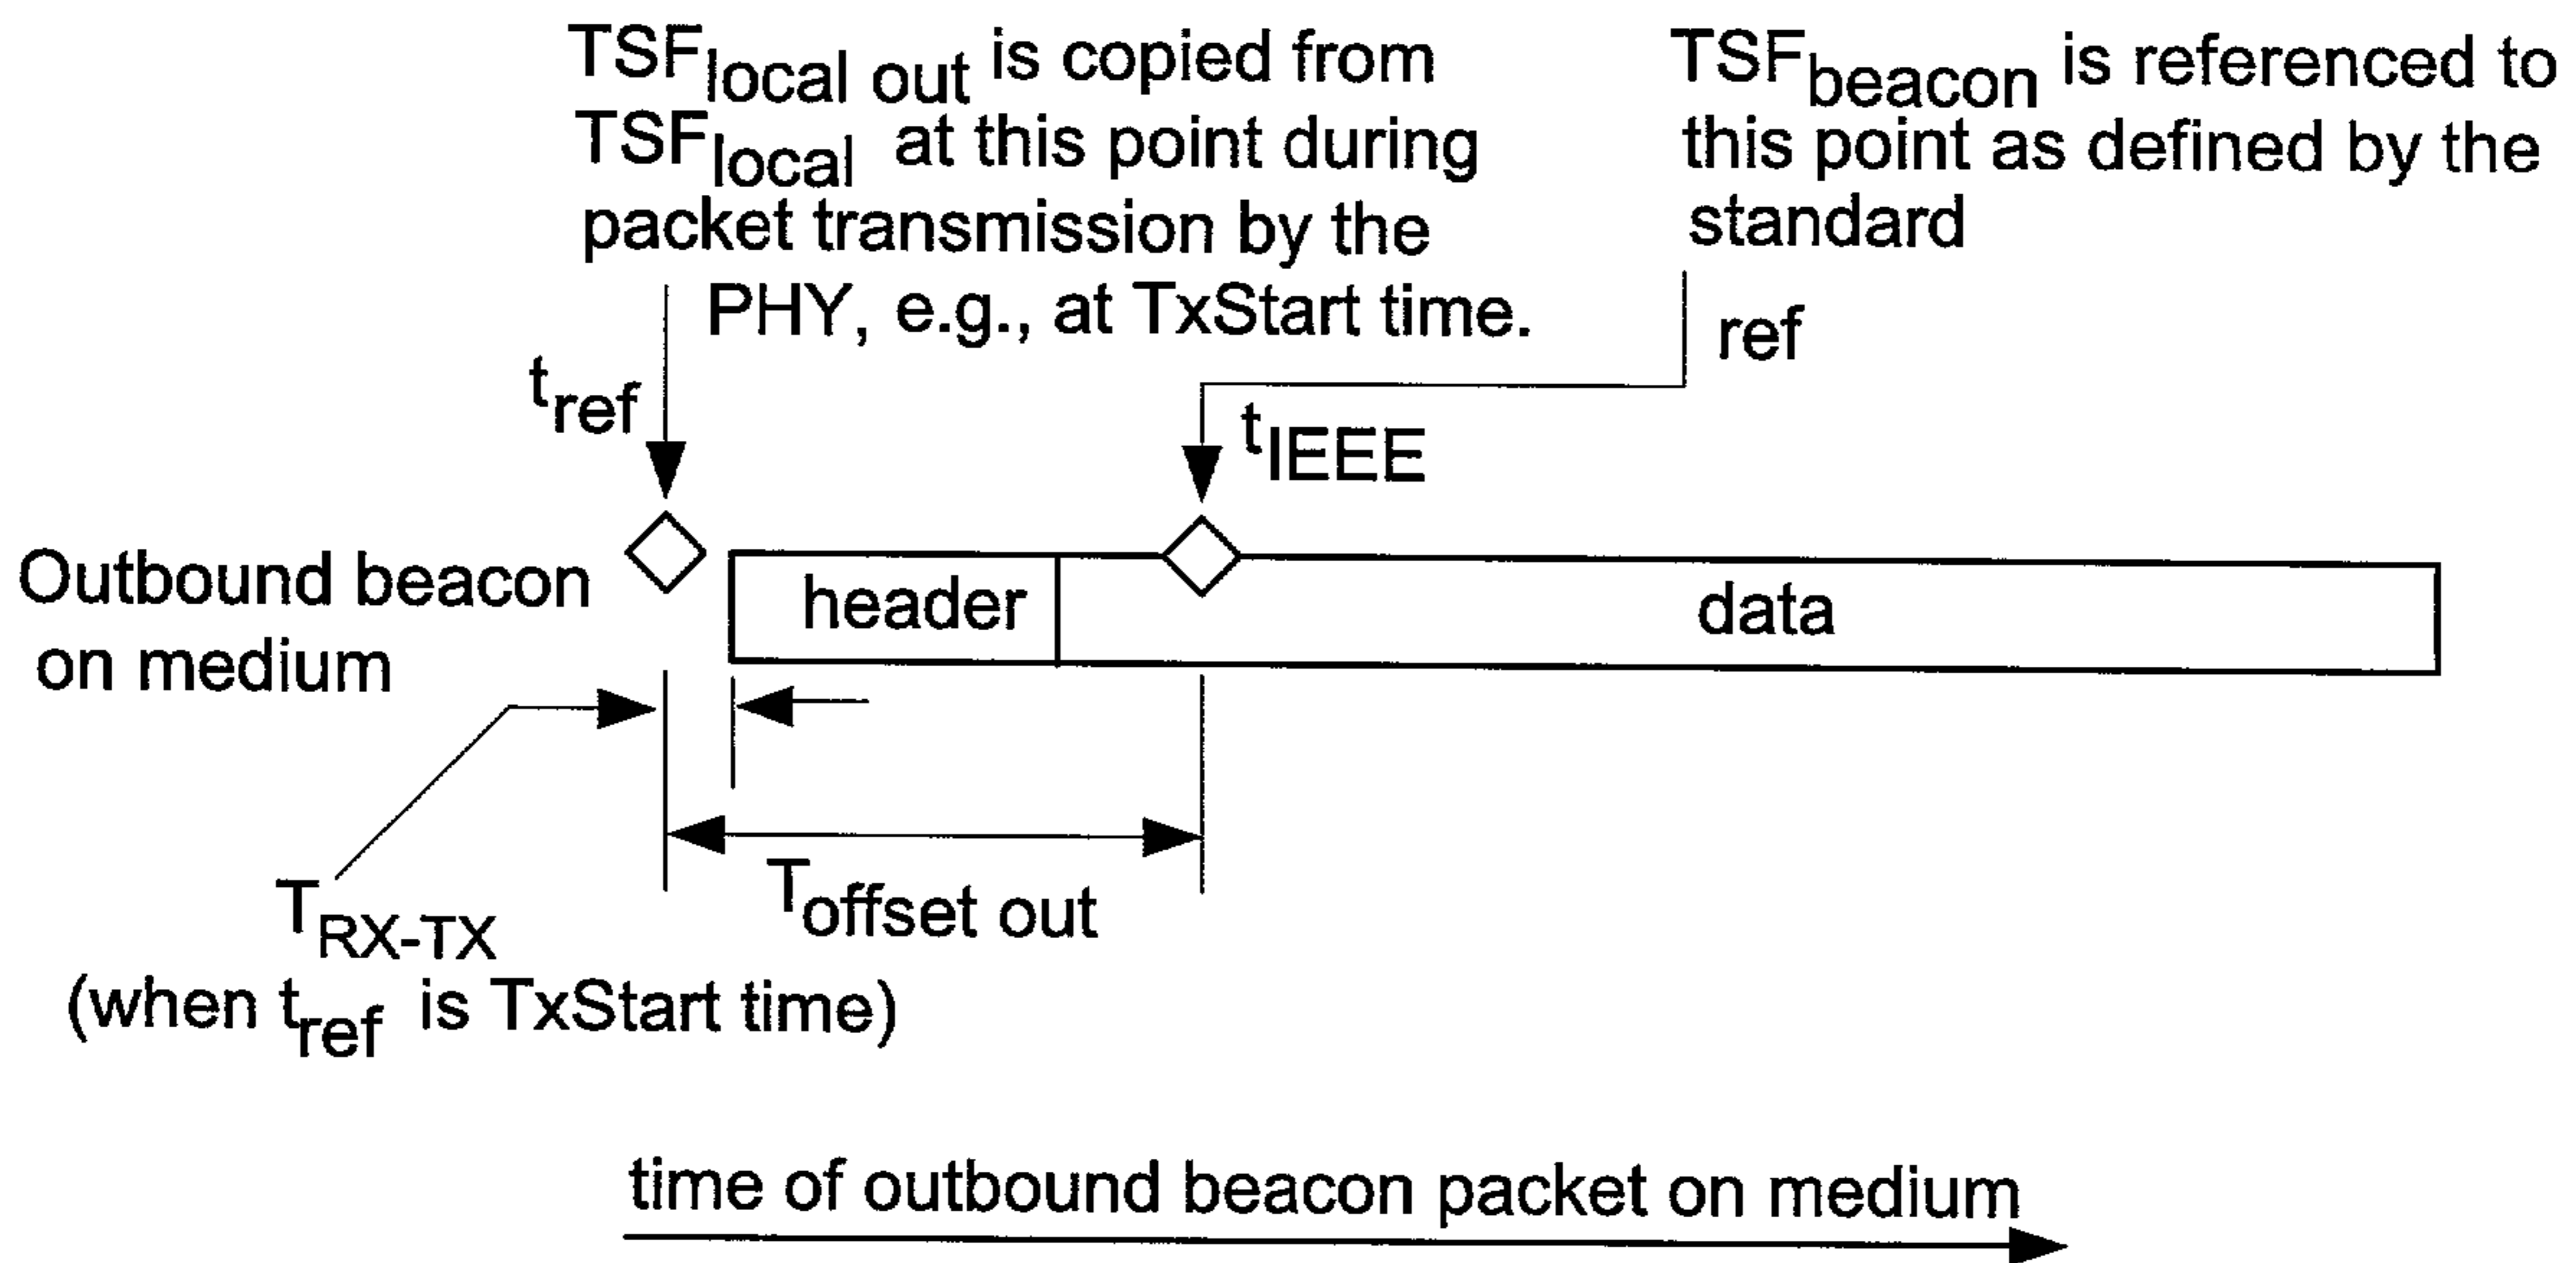 TSFlocal out is copied from
TSFlocal at this point during
packet transmission by the
PHY, e.g., at TxStart time.
TSFbeacon is referenced to
this point as defined by the
standard
ref
tref
tIEEE
Outbound beacon
on medium
header
data
TRX-TX
(when tref is TxStart time)
Toffset out
time of outbound beacon packet on medium